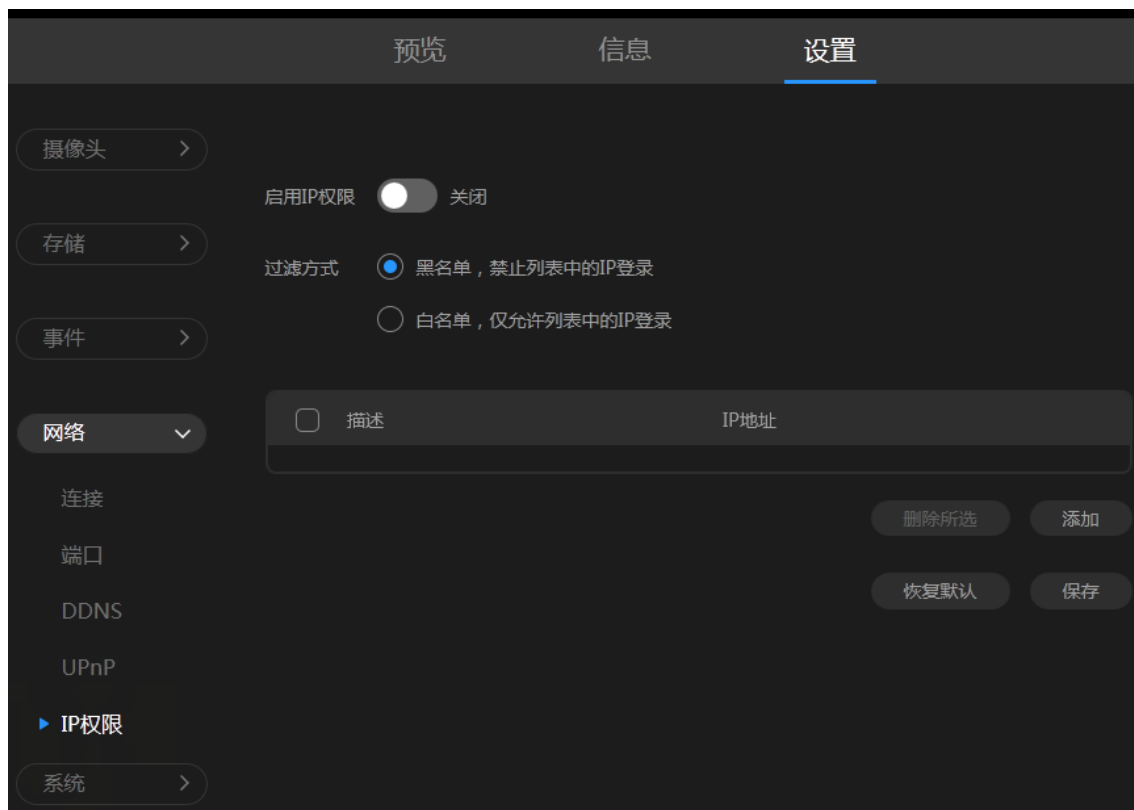 预览 信息 设置
摄像头
存储
事件
网络
连接
端口
DDNS
UPnP
IP权限
系统
启用IP权限 关闭
过滤方式 黑名单，禁止列表中的IP登录
白名单，仅允许列表中的IP登录
描述 IP地址
删除所选 添加
恢复默认 保存